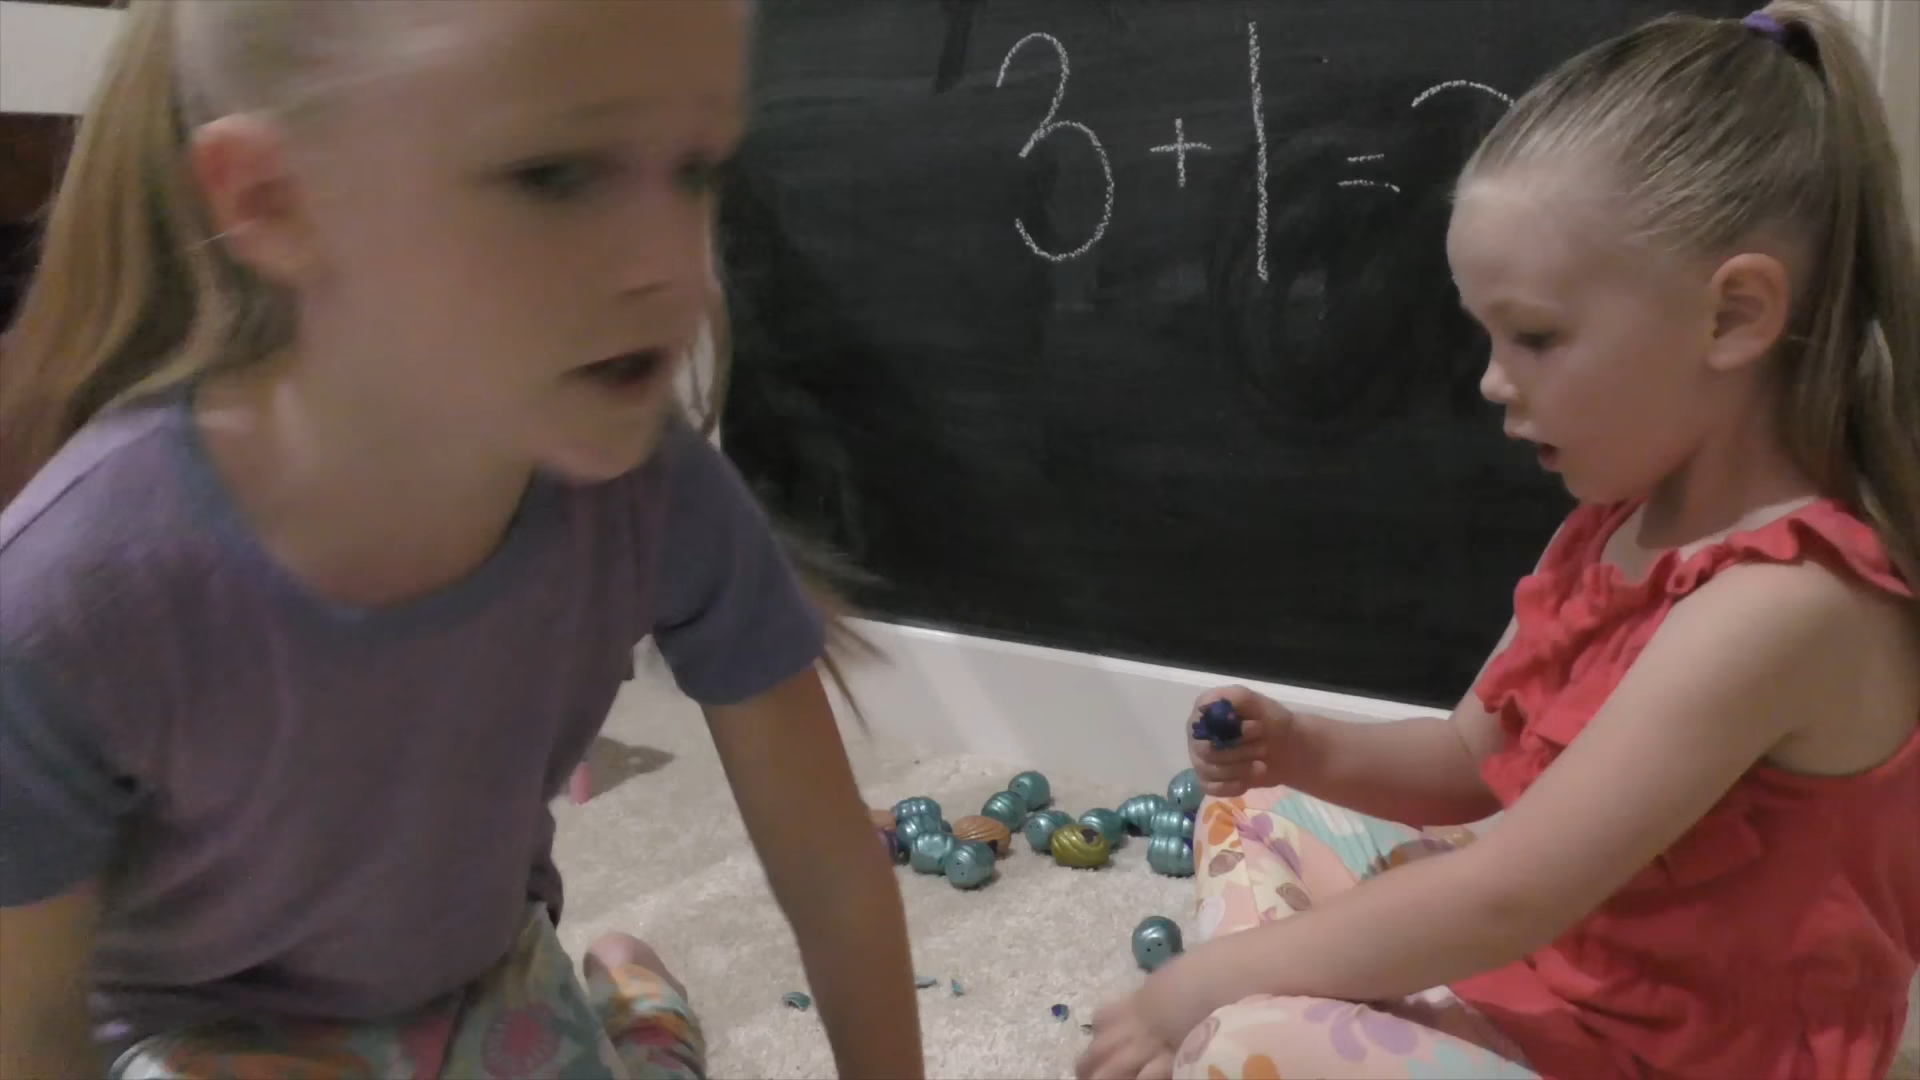 3 + 1 =